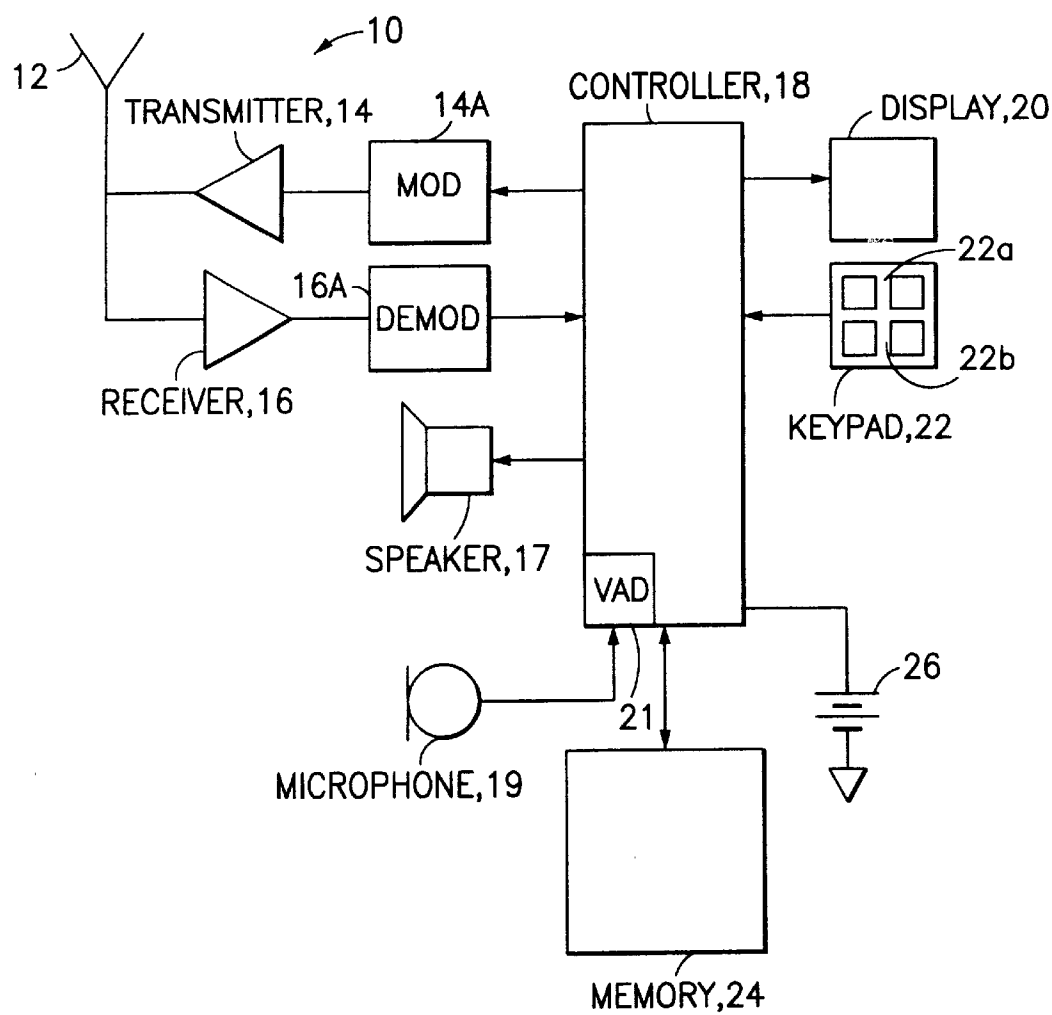 10
12
TRANSMITTER,14
14A
CONTROLLER,18
DISPLAY,20
MOD
22a
16A
DEMOD
22b
RECEIVER,16
KEYPAD,22
SPEAKER,17
VAD
26
21
MICROPHONE,19
MEMORY,24